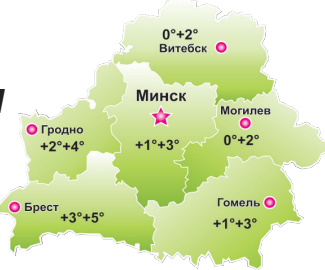 0°+2°
Витебск
Минск
Могилев
Гродно
+2°+4°
+1°+3°
0°+2°
Брест
+3°+5°
Гомель
+1°+3°